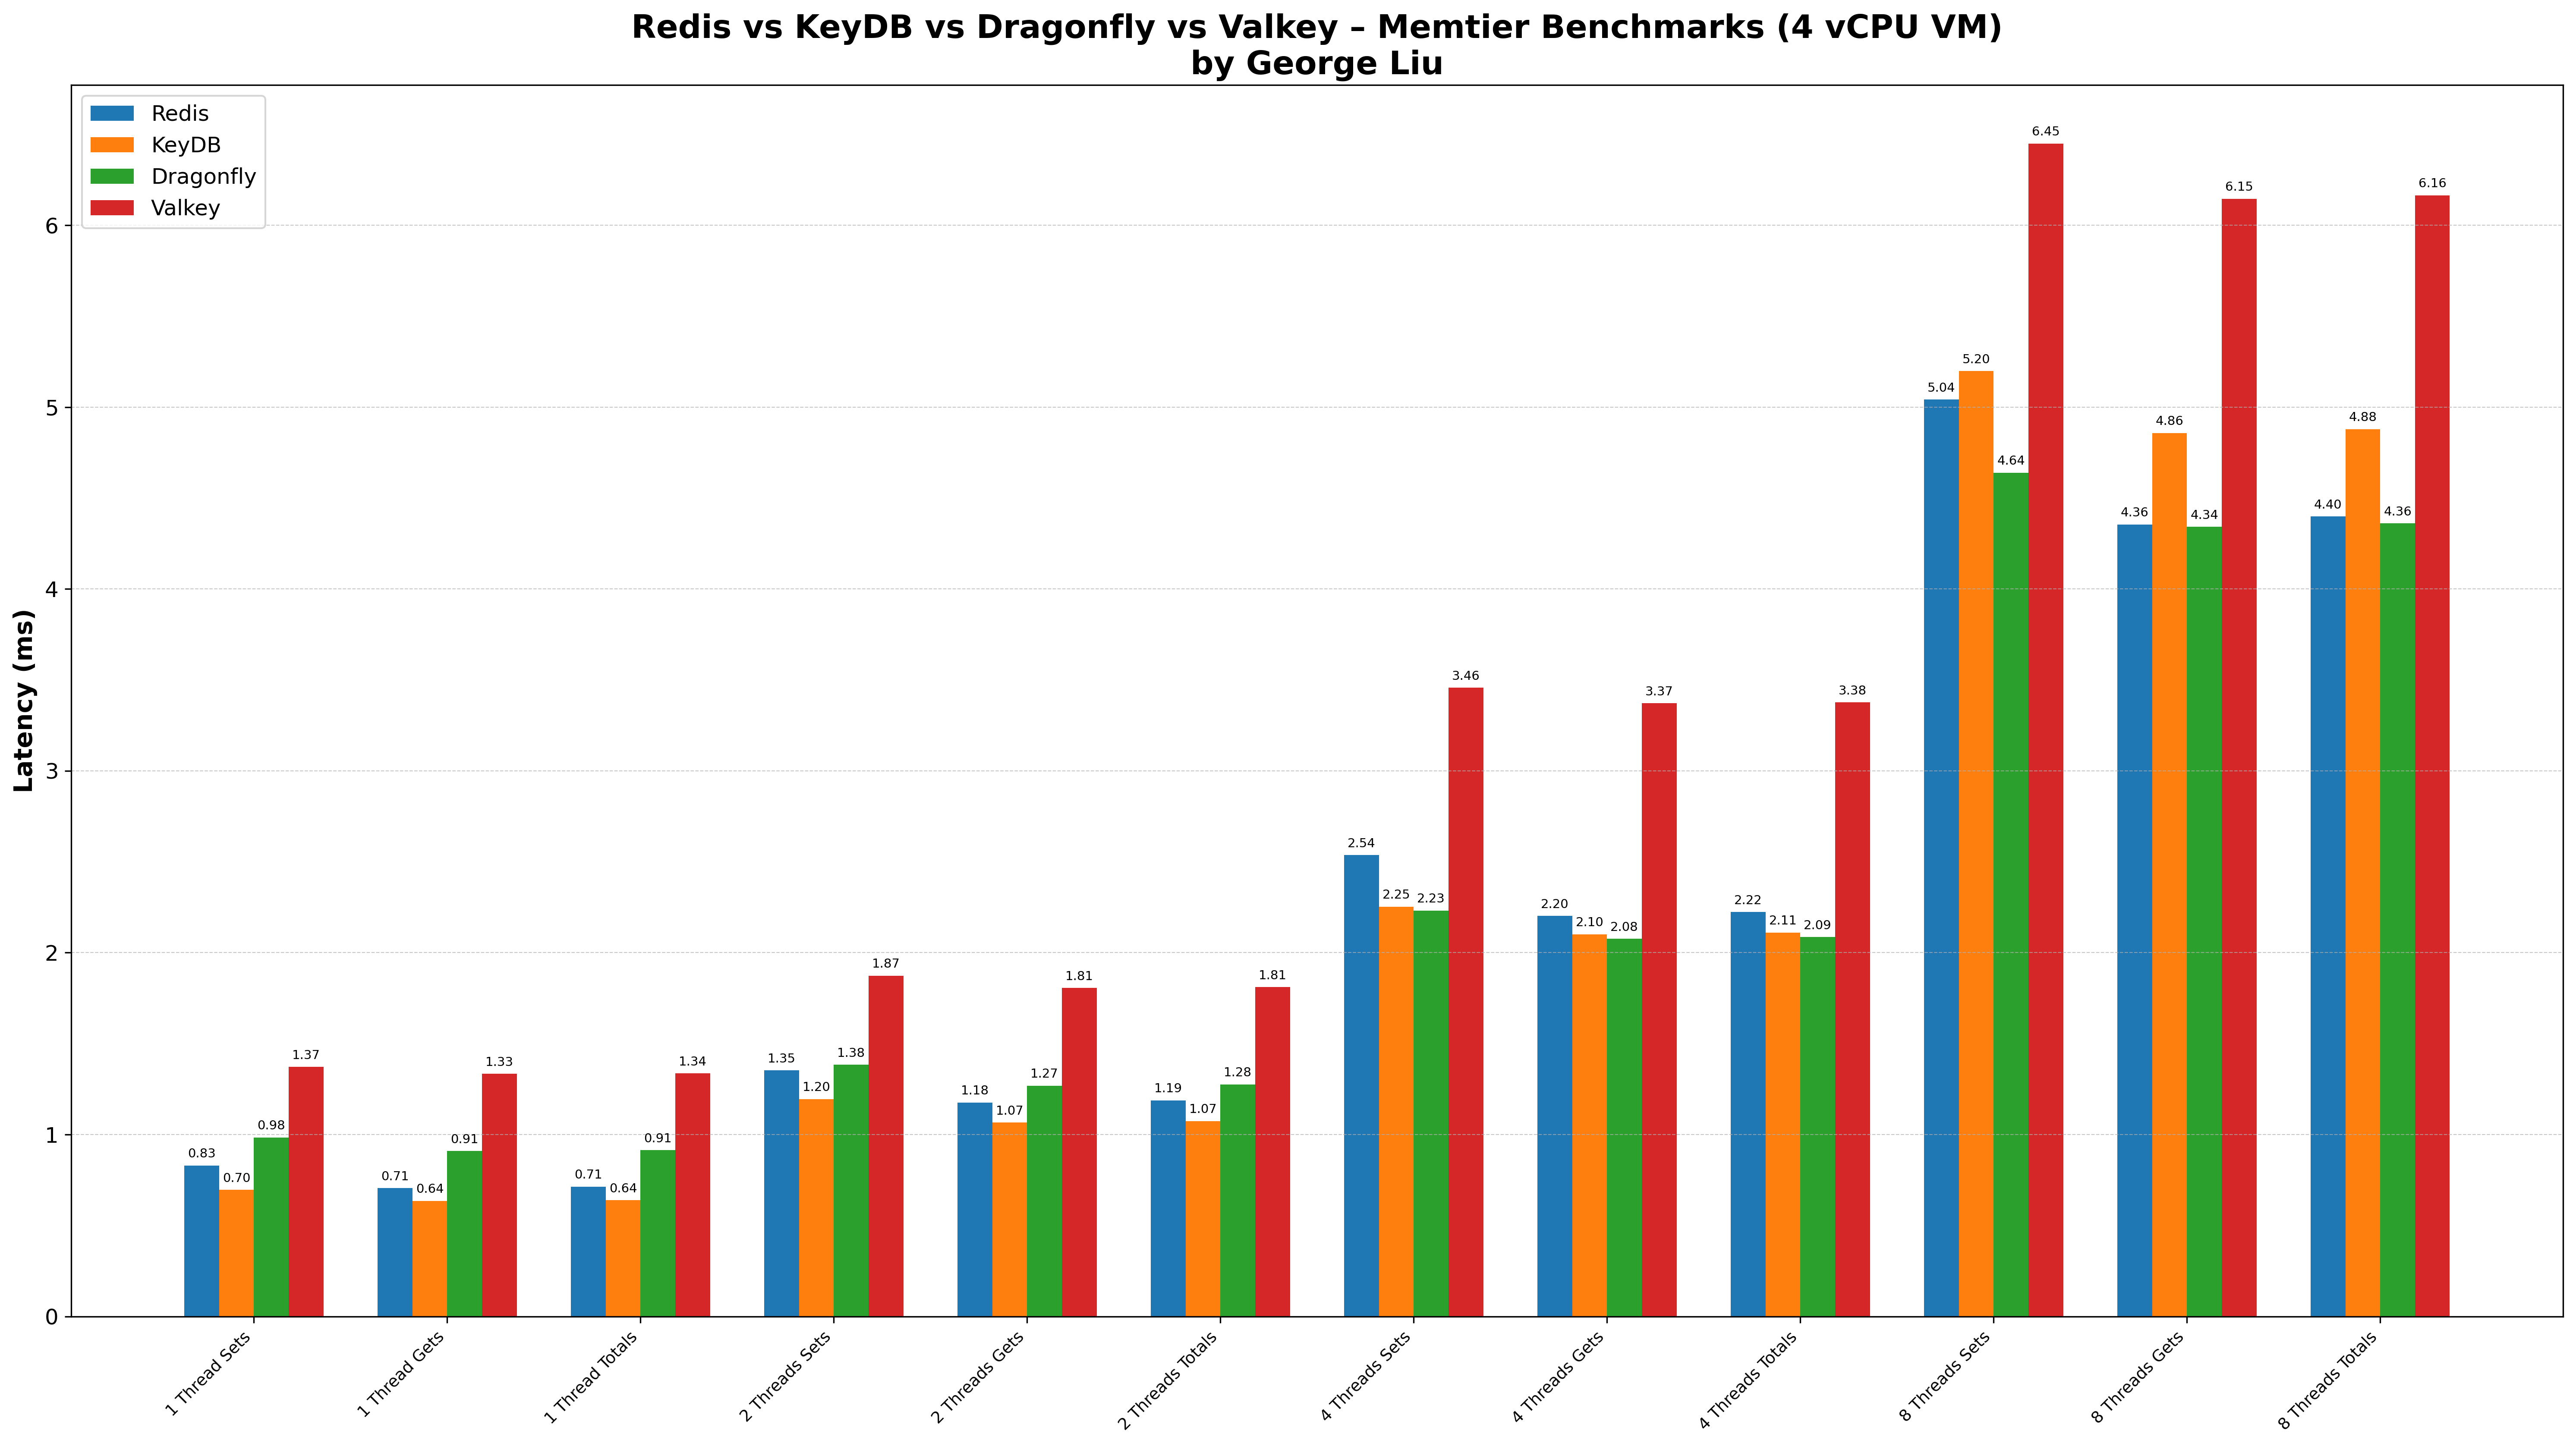 Redis vs KeyDB vs Dragonfly vs Valkey – Memtier Benchmarks (4 vCPU VM)
by George Liu
Redis
KeyDB
Dragonfly
Valkey
Latency (ms)
6
5
4
3
2
1
0
0.83
0.70
0.98
1.37
0.71
0.64
0.91
1.33
0.71
0.64
0.91
1.34
1.35
1.20
1.38
1.87
1.18
1.07
1.27
1.81
1.19
1.07
1.28
1.81
2.54
2.25
2.23
3.46
2.20
2.10
2.08
3.37
2.22
2.11
2.09
3.38
5.04
5.20
4.64
6.45
4.36
4.86
4.34
6.15
4.40
4.88
4.36
6.16
1 Thread Sets
1 Thread Gets
1 Thread Totals
2 Threads Sets
2 Threads Gets
2 Threads Totals
4 Threads Sets
4 Threads Gets
4 Threads Totals
8 Threads Sets
8 Threads Gets
8 Threads Totals